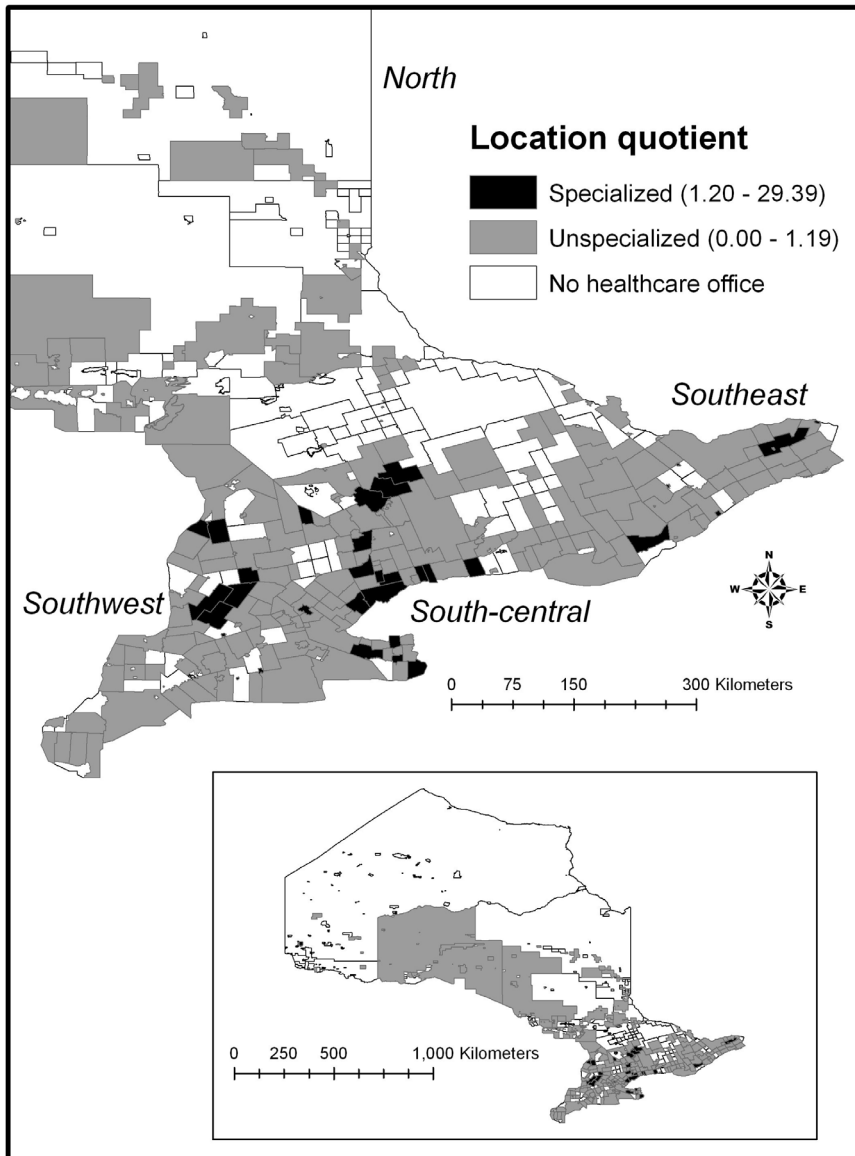 North
Location quotient
Specialized (1.20 - 29.39)
Unspecialized (0.00 - 1.19)
No healthcare office
Southeast
Southwest
South-central
N
W E
S
0 75 150 300 Kilometers
0 250 500 1,000 Kilometers